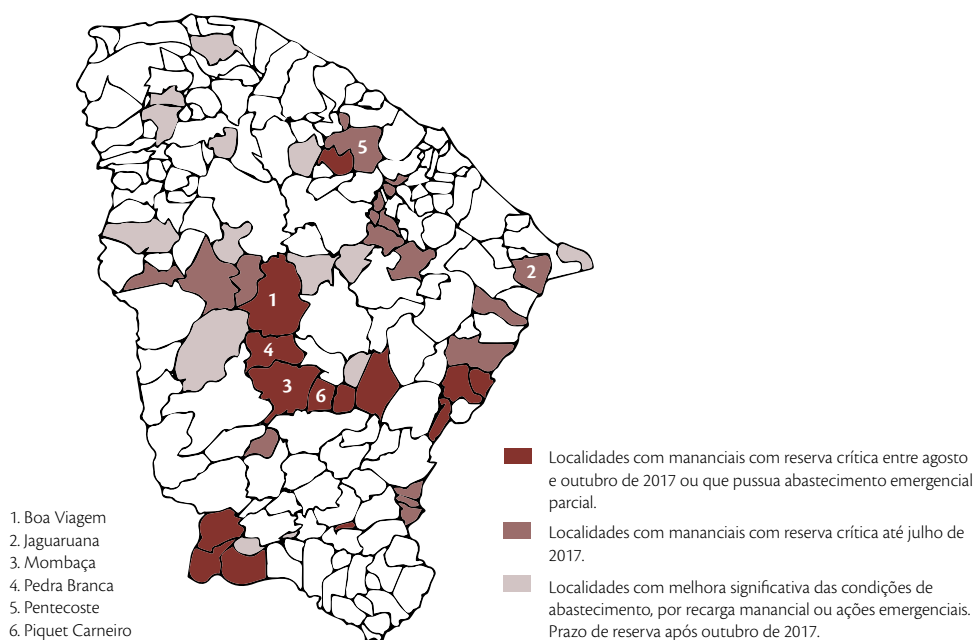 5
2
1
4
3
6
1. Boa Viagem
2. Jaguaruana
3. Mombaça
4. Pedra Branca
5. Pentecoste
6. Piquet Carneiro
Localidades com mananciais com reserva crítica entre agosto
e outubro de 2017 ou que pussua abastecimento emergencial
parcial.
Localidades com mananciais com reserva crítica até julho de
2017.
Localidades com melhora significativa das condições de
abastecimento, por recarga manancial ou ações emergenciais.
Prazo de reserva após outubro de 2017.